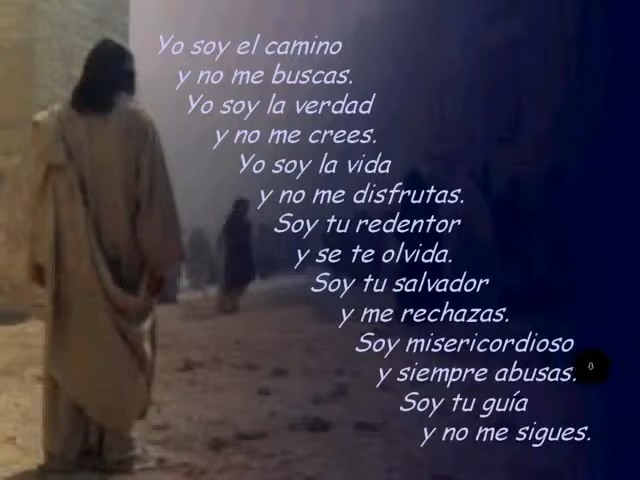 Yo soy el camino
y no me buscas.
Yo soy la verdad
y no me crees.
Yo soy la vida
y no me disfrutas.
Soy tu redentor
y se te olvida.
Soy tu salvador
y me rechazas.
Soy misericordioso
y siempre abusas.
Soy tu guía
y no me sigues.